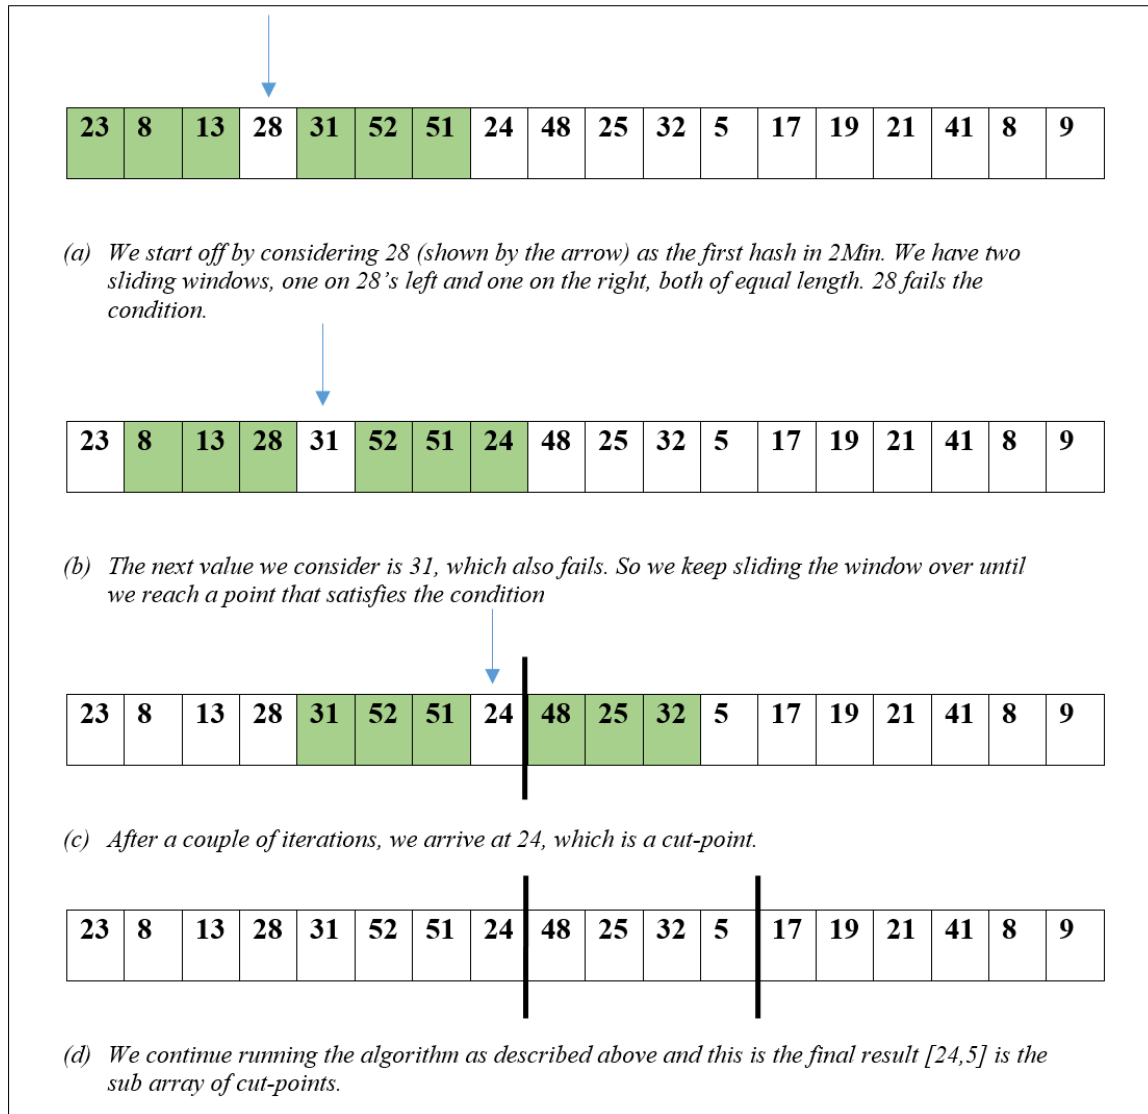 23 8 13 28 31 52 51 24 48 25 32 5 17 19 21 41 8 9
(a) We start off by considering 28 (shown by the arrow) as the first hash in 2Min. We have two
sliding windows, one on 28’s left and one on the right, both of equal length. 28 fails the
condition.
23 8 13 28 31 52 51 24 48 25 32 5 17 19 21 41 8 9
(b) The next value we consider is 31, which also fails. So we keep sliding the window over until
we reach a point that satisfies the condition
23 8 13 28 31 52 51 24 48 25 32 5 17 19 21 41 8 9
(c) After a couple of iterations, we arrive at 24, which is a cut-point.
23 8 13 28 31 52 51 24 48 25 32 5 17 19 21 41 8 9
(d) We continue running the algorithm as described above and this is the final result [24,5] is the
sub array of cut-points.